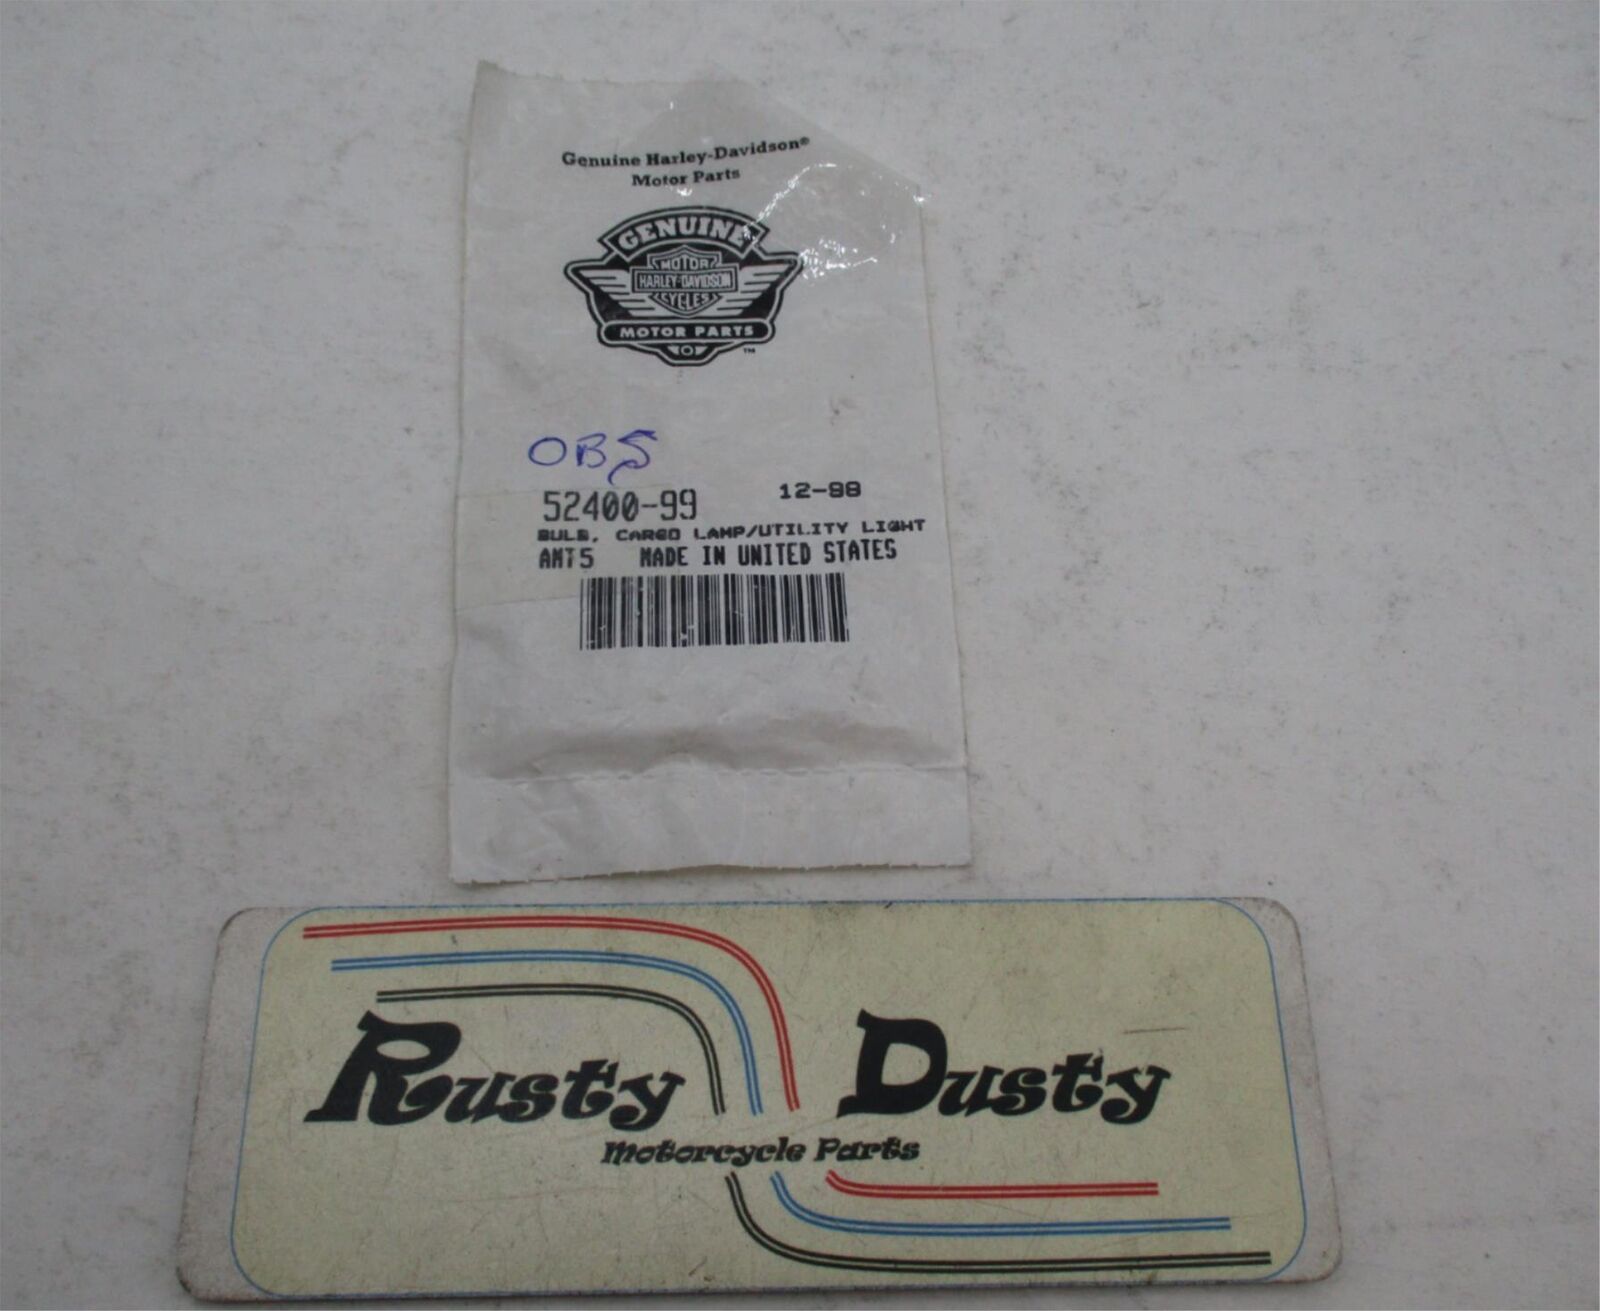 Genuine Harley-Davidson®
Motor Parts
GENUINE
MOTOR
HARLEY-DAVIDSON
CYCLES
MOTOR PARTS
™
OBS
52400-99 12-98
BULB, CARGO LAMP/UTILITY LIGHT
AMT5 MADE IN UNITED STATES
Rusty Dusty
Motorcycle Parts